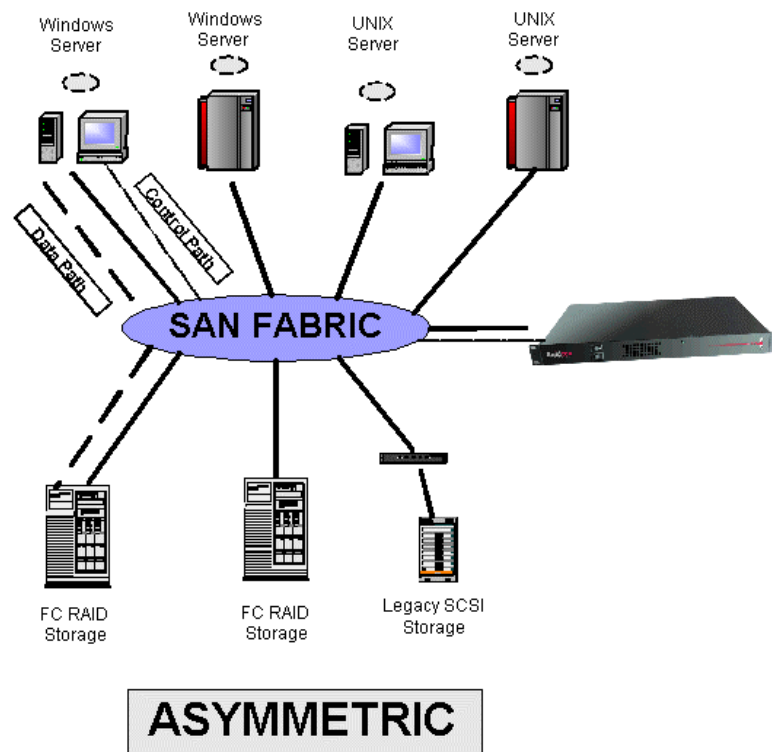 Windows
Server
Windows
Server
UNIX
Server
UNIX
Server
Data Path
Control Path
SAN FABRIC
FC RAID
Storage
FC RAID
Storage
Legacy SCSI
Storage
ASYMMETRIC